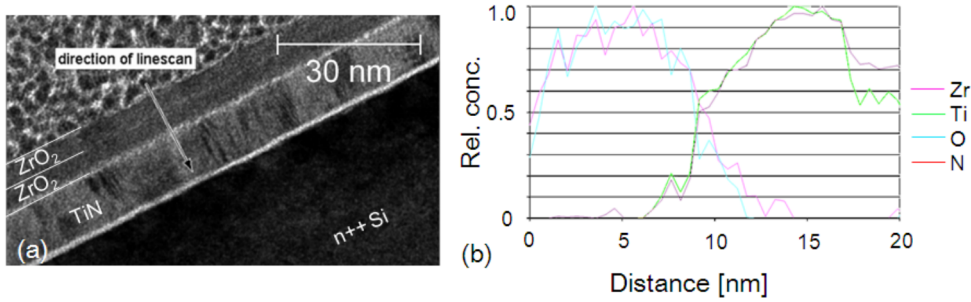 direction of linescan
30 nm
ZrO₂
ZrO₂
TiN
n++ Si
(a)
Rel. conc.
1.0
0.5
0
0
5
10
15
20
Distance [nm]
Zr
Ti
O
N
(b)